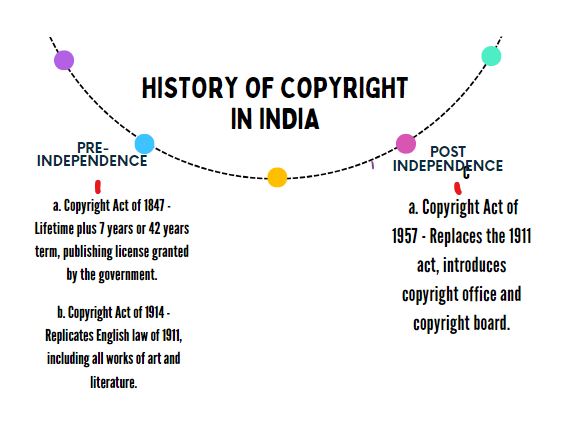 HISTORY OF COPYRIGHT
IN INDIA
PRE-
INDEPENDENCE
a. Copyright Act of 1847 -
Lifetime plus 7 years or 42 years
term, publishing license granted
by the government.
b. Copyright Act of 1914 -
Replicates English law of 1911,
including all works of art and
literature.
POST
INDEPENDENCE
C
a. Copyright Act of
1957 - Replaces the 1911
act, introduces
copyright office and
copyright board.